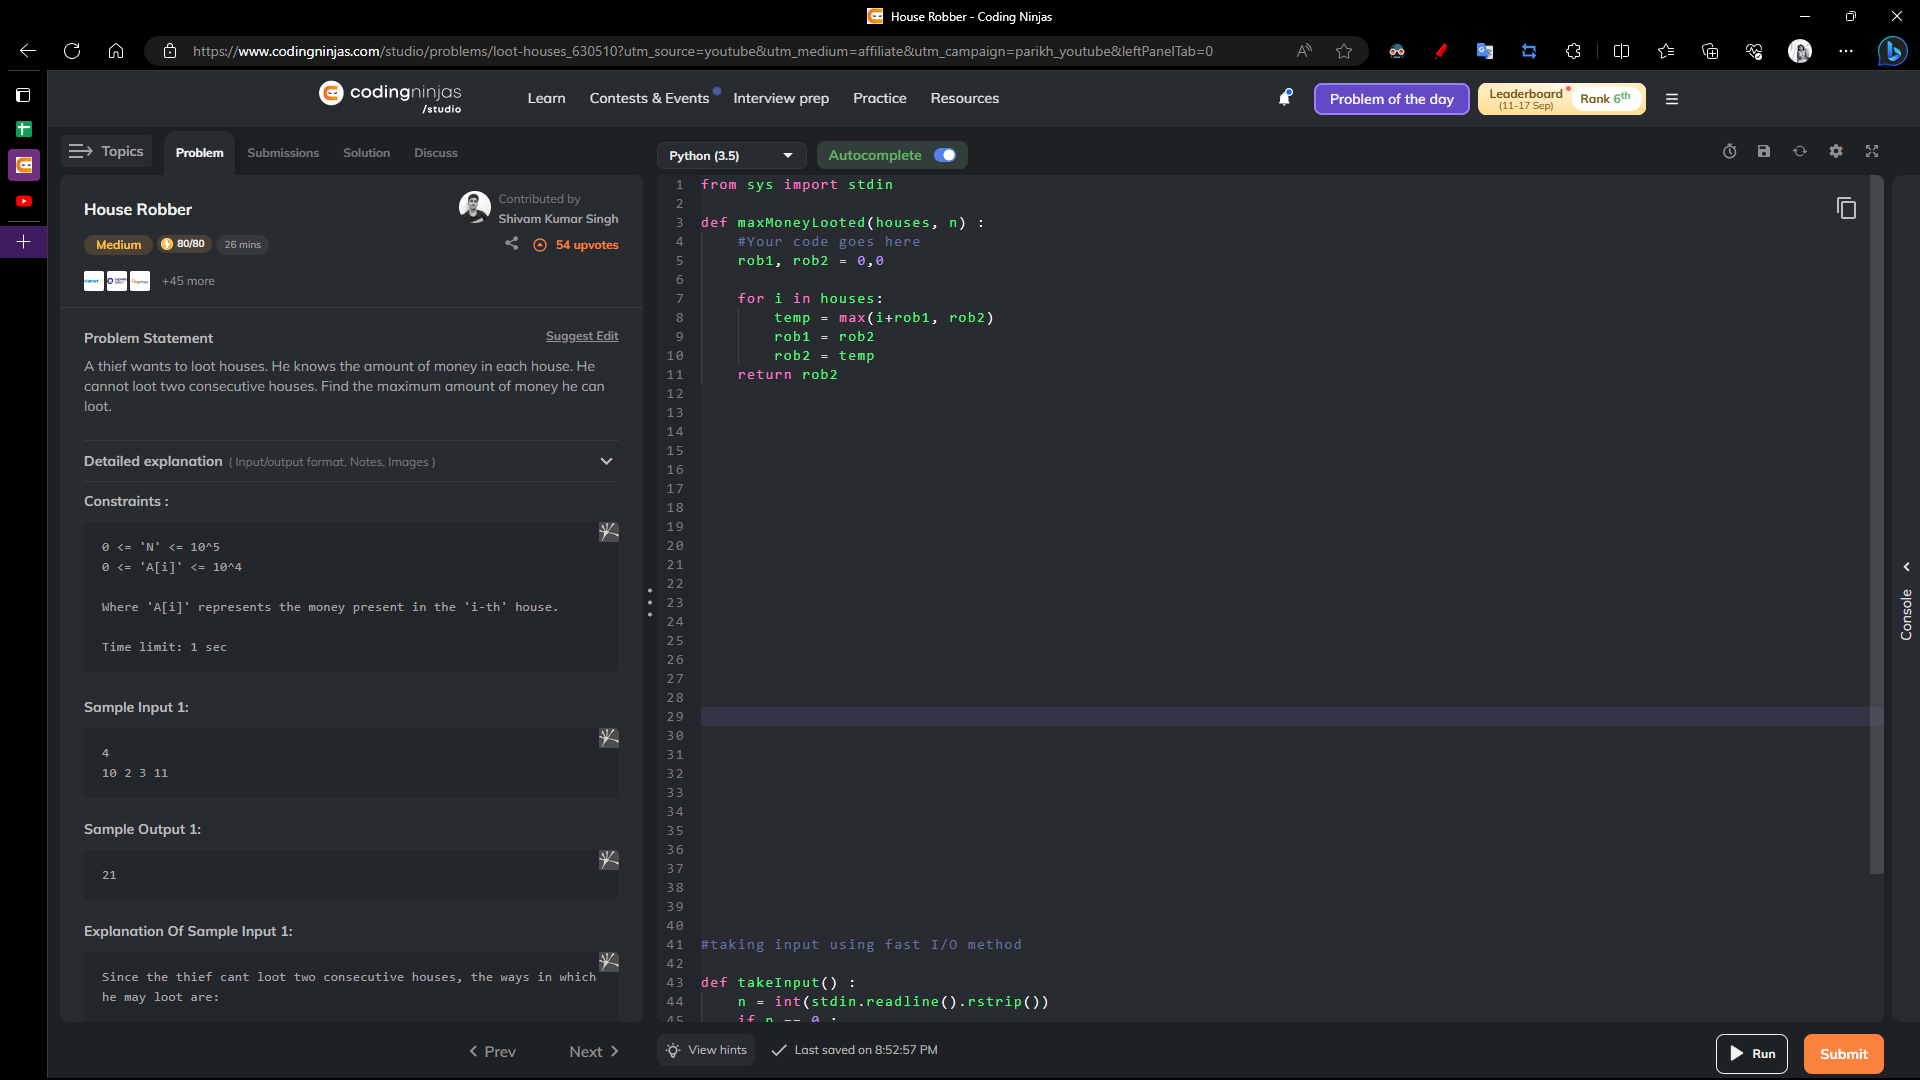 House Robber - Coding Ninjas
https://www.codingninjas.com/studio/problems/loot-houses_630510?utm_source=youtube&utm_medium=affiliate&utm_campaign=parikh_youtube&leftPanelTab=0
codingninjas
/studio
Learn
Contests & Events
Interview prep
Practice
Resources
Problem of the day
Leaderboard
(11-17 Sep)
Rank 6th
Topics
Problem
Submissions
Solution
Discuss
House Robber
Contributed by
Shivam Kumar Singh
Medium
80/80
26 mins
54 upvotes
+45 more
Problem Statement
Suggest Edit
A thief wants to loot houses. He knows the amount of money in each house. He
cannot loot two consecutive houses. Find the maximum amount of money he can
loot.
Detailed explanation ( Input/output format, Notes, Images )
Constraints :
0 <= 'N' <= 10^5
0 <= 'A[i]' <= 10^4
Where 'A[i]' represents the money present in the 'i-th' house.
Time limit: 1 sec
Sample Input 1:
4
10 2 3 11
Sample Output 1:
21
Explanation Of Sample Input 1:
Since the thief cant loot two consecutive houses, the ways in which
he may loot are:
Prev
Next
Python (3.5)
Autocomplete
1 from sys import stdin
2
3 def maxMoneyLooted(houses, n) :
4 #Your code goes here
5 rob1, rob2 = 0,0
6
7 for i in houses:
8 temp = max(i+rob1, rob2)
9 rob1 = rob2
10 rob2 = temp
11 return rob2
12
13
14
15
16
17
18
19
20
21
22
23
24
25
26
27
28
29
30
31
32
33
34
35
36
37
38
39
40
41 #taking input using fast I/O method
42
43 def takeInput() :
44 n = int(stdin.readline().rstrip())
45 if n == 0 :
Console
View hints
Last saved on 8:52:57 PM
Run
Submit